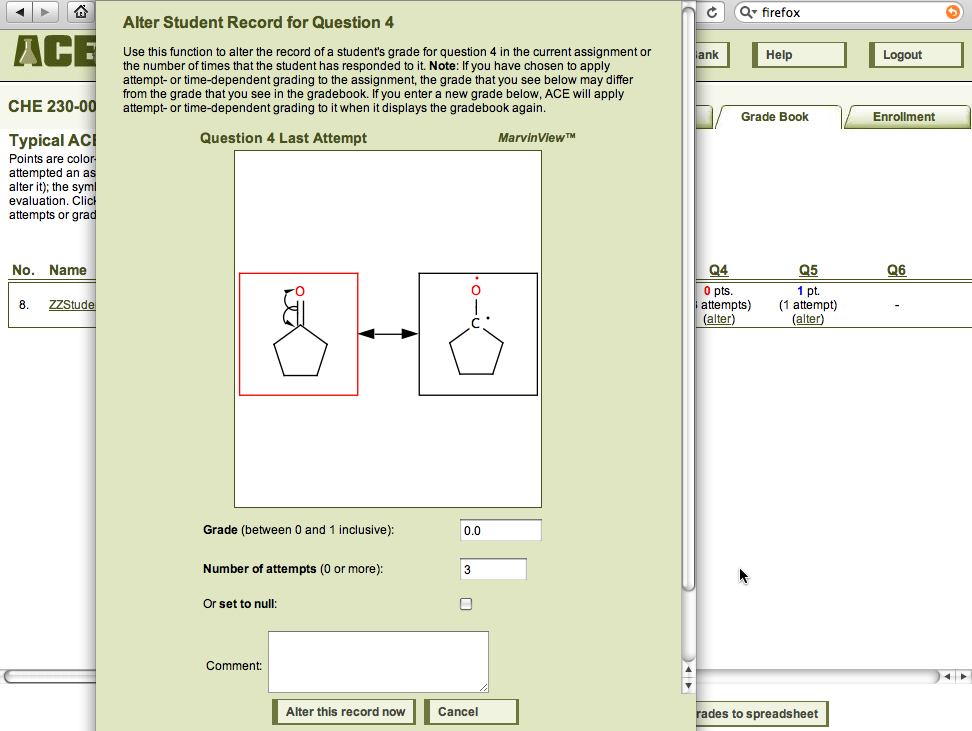 firefox
Alter Student Record for Question 4
Use this function to alter the record of a student's grade for question 4 in the current assignment or
the number of times that the student has responded to it. Note: If you have chosen to apply
attempt- or time-dependent grading to the assignment, the grade that you see below may differ
from the grade that you see in the gradebook. If you enter a new grade below, ACE will apply
attempt- or time-dependent grading to it when it displays the gradebook again.
Question 4 Last Attempt MarvinView™
O
O
C
Grade (between 0 and 1 inclusive): 0.0
Number of attempts (0 or more): 3
Or set to null:
Comment:
Alter this record now Cancel
ACE
CHE 230-00
Typical ACE
Points are color-
attempted an as
alter it); the syml
evaluation. Click
attempts or grad
ank Help Logout
Grade Book Enrollment
No. Name Q4 Q5 Q6
8. ZZStude
0 pts. 1 pt.
attempts) (1 attempt) -
(alter) (alter)
rades to spreadsheet